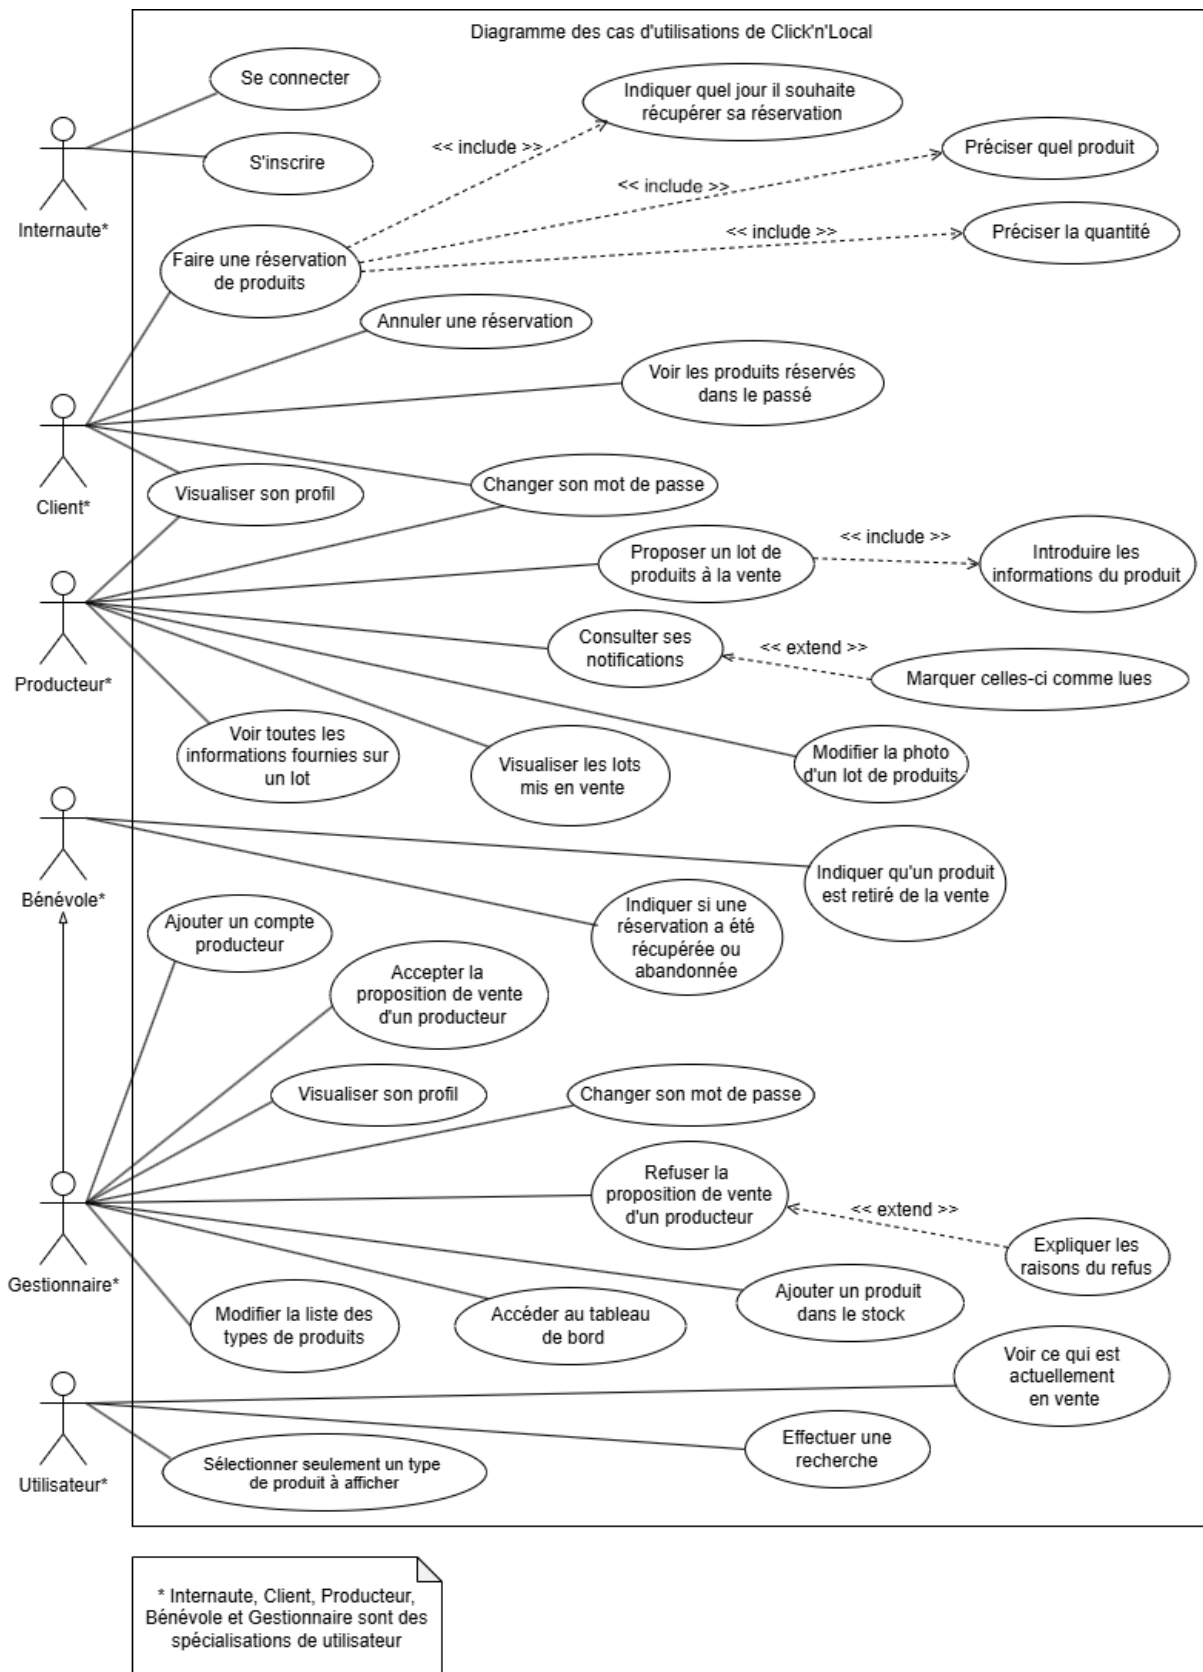 Diagramme des cas d'utilisations de Click'n'Local
Se connecter
S'inscrire
Internaute*
Indiquer quel jour il souhaite
récupérer sa réservation
<< include >>
Préciser quel produit
<< include >>
Préciser la quantité
<< include >>
Faire une réservation
de produits
Annuler une réservation
Voir les produits réservés
dans le passé
Client*
Visualiser son profil
Changer son mot de passe
Proposer un lot de
produits à la vente
<< include >>
Introduire les
informations du produit
Producteur*
Consulter ses
notifications
<< extend >>
Marquer celles-ci comme lues
Voir toutes les
informations fournies sur
un lot
Visualiser les lots
mis en vente
Modifier la photo
d'un lot de produits
Bénévole*
Indiquer qu'un produit
est retiré de la vente
Indiquer si une
réservation a été
récupérée ou
abandonnée
Ajouter un compte
producteur
Accepter la
proposition de vente
d'un producteur
Visualiser son profil
Changer son mot de passe
Refuser la
proposition de vente
d'un producteur
<< extend >>
Expliquer les
raisons du refus
Gestionnaire*
Modifier la liste des
types de produits
Accéder au tableau
de bord
Ajouter un produit
dans le stock
Voir ce qui est
actuellement
en vente
Utilisateur*
Effectuer une
recherche
Sélectionner seulement un type
de produit à afficher
* Internaute, Client, Producteur,
Bénévole et Gestionnaire sont des
spécialisations de utilisateur